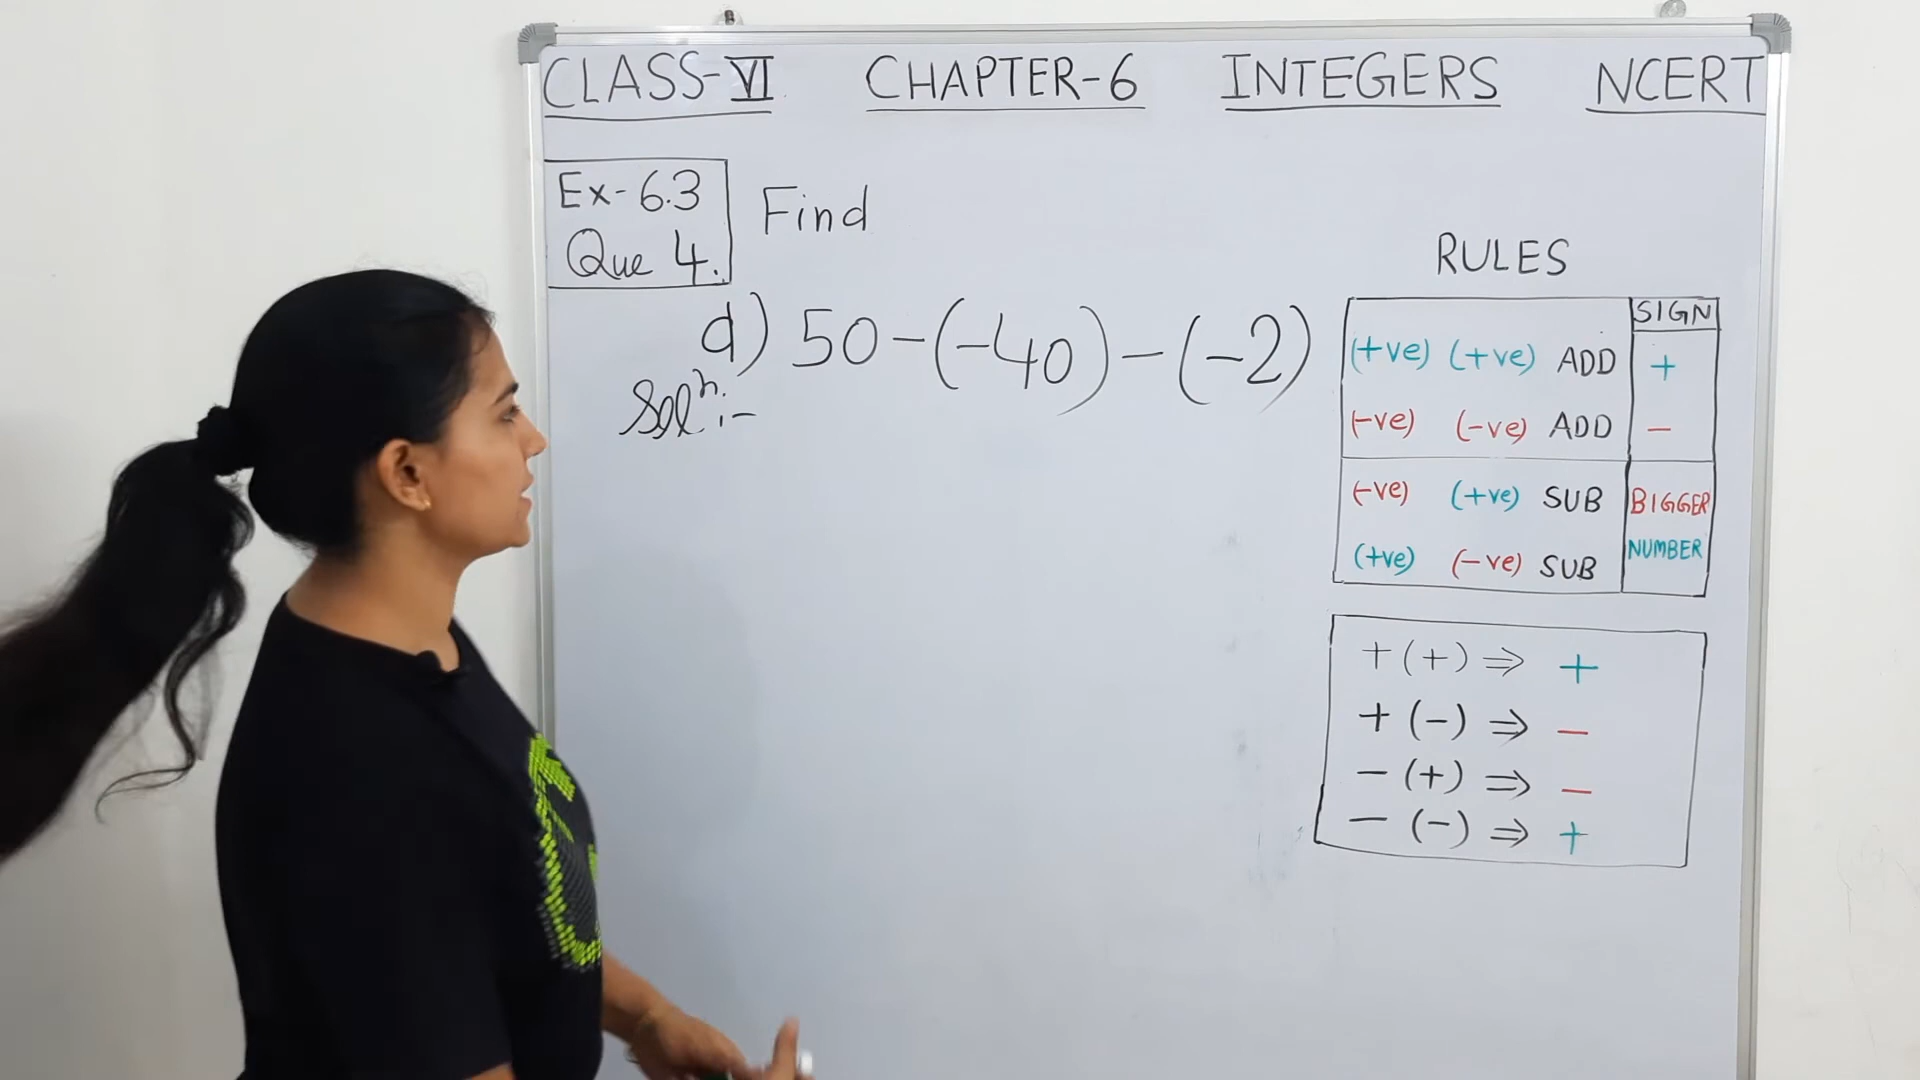 CLASS-VI CHAPTER-6 INTEGERS NCERT
Ex-6.3
Que 4.
Find
d) 50-(-40)-(-2)
Solⁿ:-
RULES
SIGN
(+ve) (+ve) ADD +
(-ve) (-ve) ADD -
(-ve) (+ve) SUB BIGGER
(+ve) (-ve) SUB NUMBER
+(+) ⇒ +
+(-) ⇒ -
-(+) ⇒ -
-(-) ⇒ +